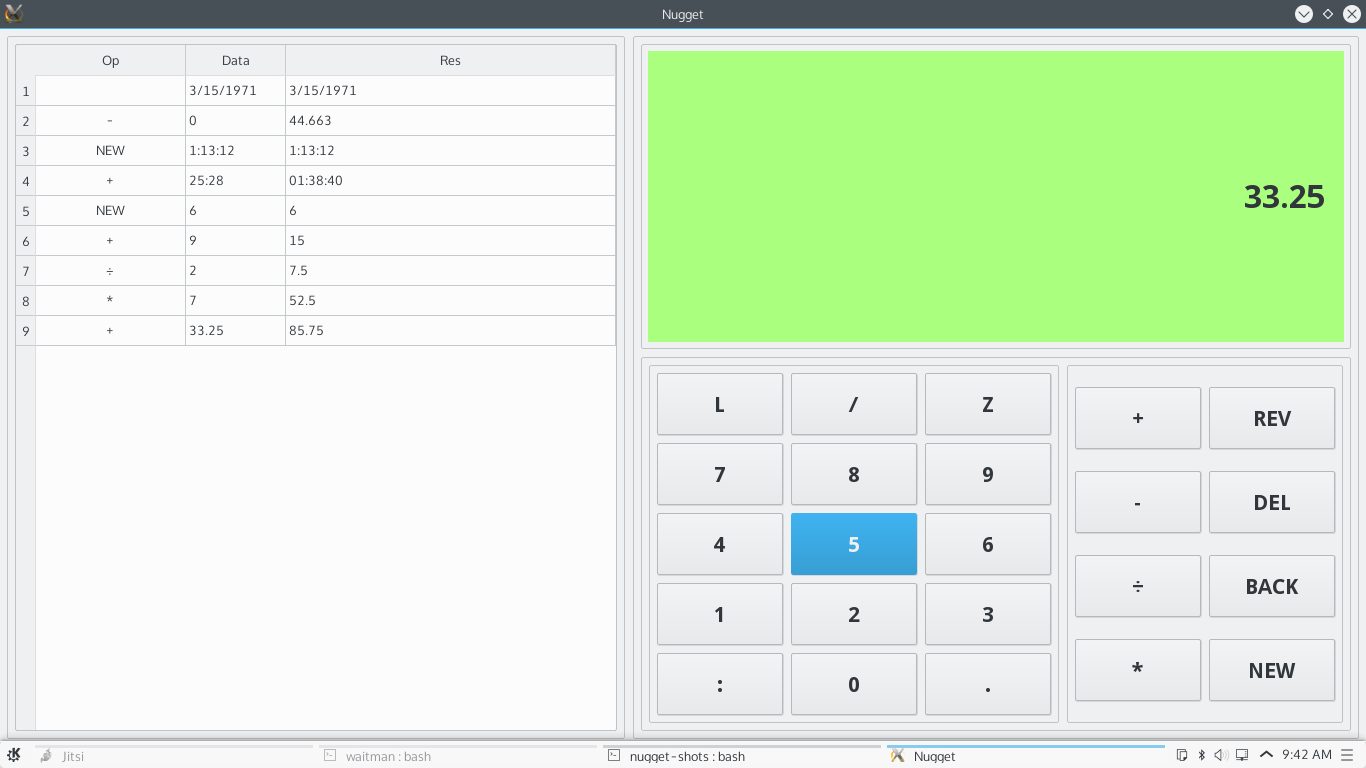 Nugget
Op Data Res
1 3/15/1971 3/15/1971
2 - 0 44.663
3 NEW 1:13:12 1:13:12
4 + 25:28 01:38:40
5 NEW 6 6
6 + 9 15
7 ÷ 2 7.5
8 * 7 52.5
9 + 33.25 85.75
33.25
L / Z
7 8 9
4 5 6
1 2 3
: 0 .
+ REV
- DEL
÷ BACK
* NEW
Jitsi waitman : bash nugget-shots : bash Nugget 9:42 AM